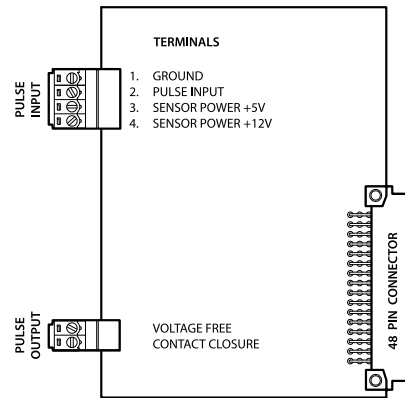 TERMINALS
PULSE
INPUT
1. GROUND
2. PULSE INPUT
3. SENSOR POWER +5V
4. SENSOR POWER +12V
48 PIN CONNECTOR
PULSE
OUTPUT
VOLTAGE FREE
CONTACT CLOSURE